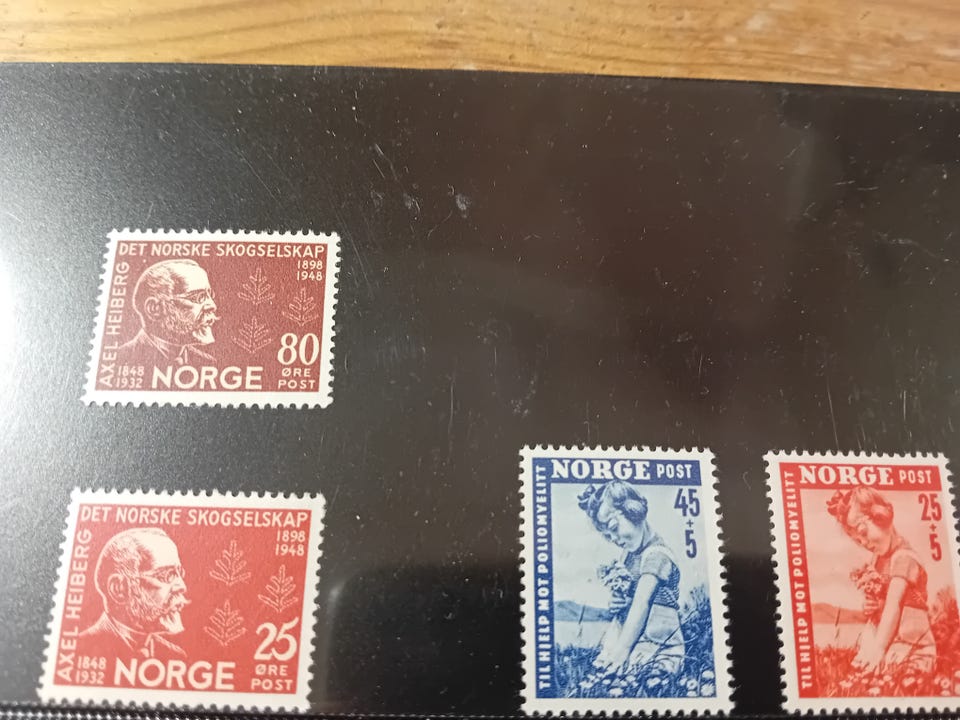 DET NORSKE SKOGSELSKAP
1898
1948
AXEL HEIBERG
1848
1932
NORGE
80
ØRE
POST
DET NORSKE SKOGSELSKAP
1898
1948
AXEL HEIBERG
1848
1932
NORGE
25
ØRE
POST
NORGE POST
45
+
5
TIL HJELP MOT POLIOMYELITT
NORGE POST
25
+
5
TIL HJELP MOT POLIOMYELITT